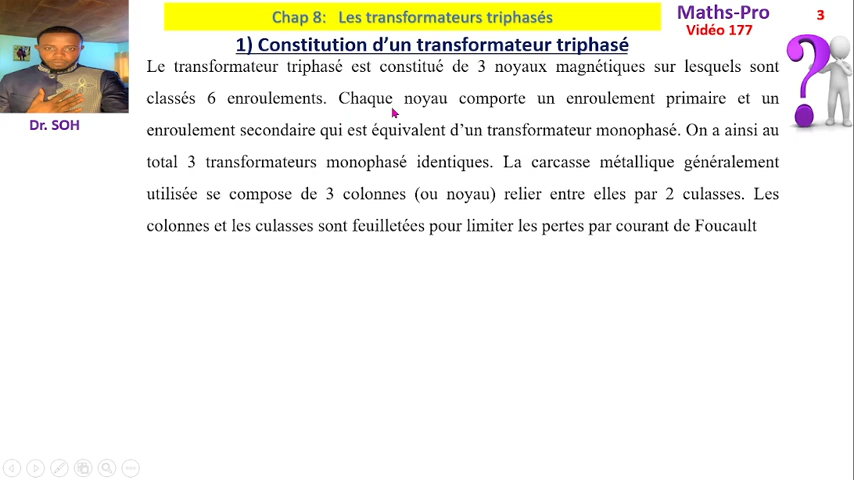 Chap 8: Les transformateurs triphasés
Maths-Pro
Vidéo 177
3
1) Constitution d'un transformateur triphasé
Le transformateur triphasé est constitué de 3 noyaux magnétiques sur lesquels sont
classés 6 enroulements. Chaque noyau comporte un enroulement primaire et un
enroulement secondaire qui est équivalent d'un transformateur monophasé. On a ainsi au
total 3 transformateurs monophasé identiques. La carcasse métallique généralement
utilisée se compose de 3 colonnes (ou noyau) relier entre elles par 2 culasses. Les
colonnes et les culasses sont feuilletées pour limiter les pertes par courant de Foucault
Dr. SOH